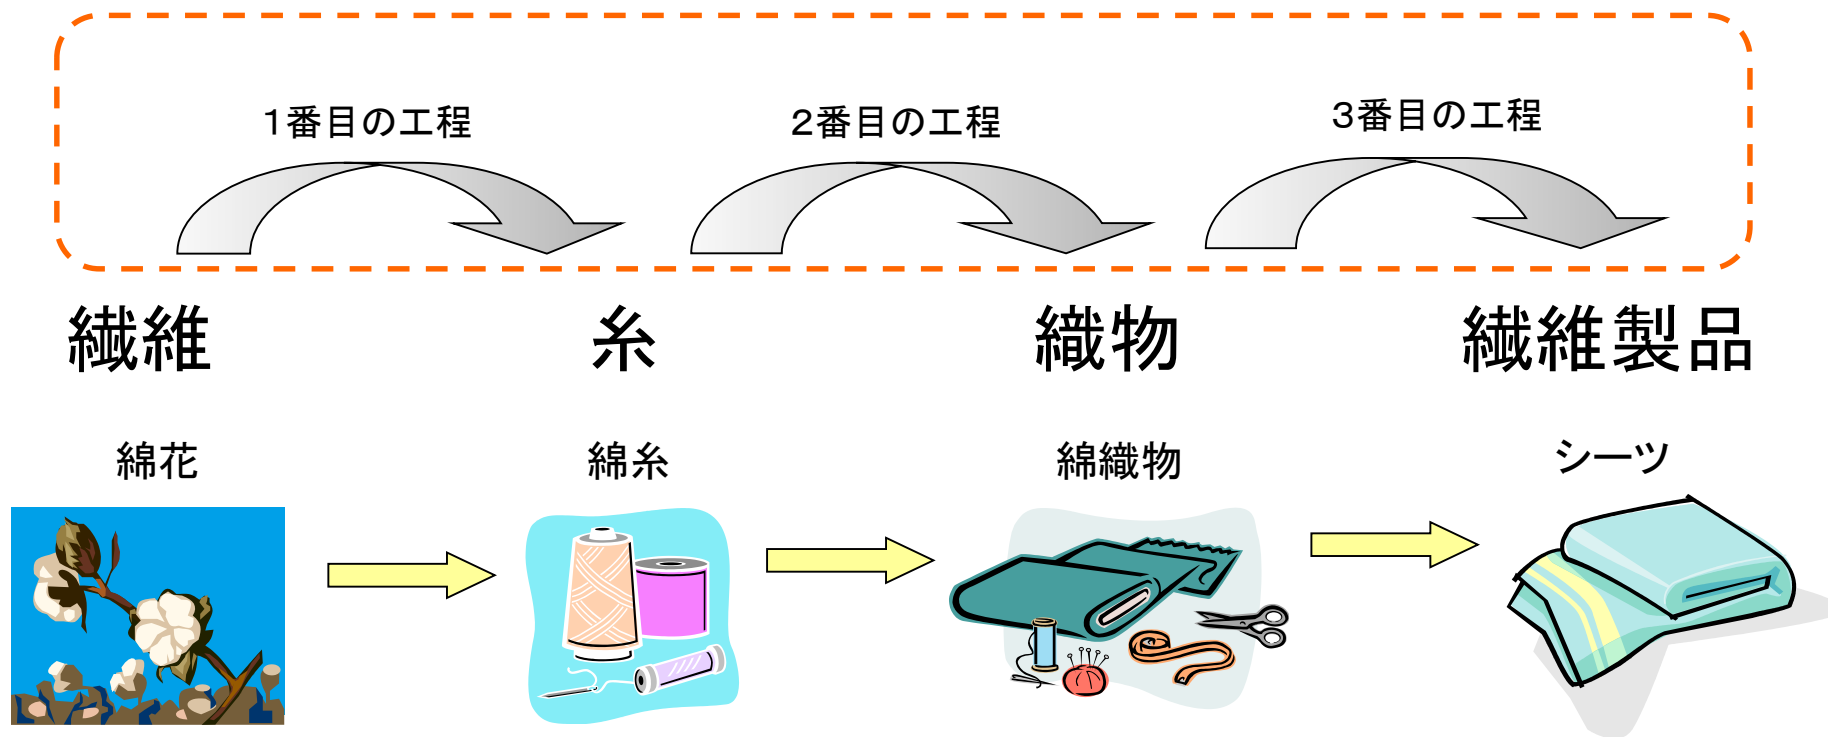 1番目の工程
2番目の工程
3番目の工程
繊維
糸
織物
繊維製品
綿花
綿糸
綿織物
シーツ